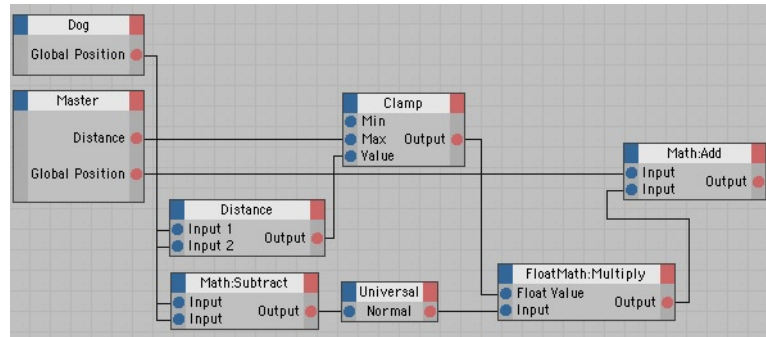 Dog
Global Position
Master
Distance
Global Position
Clamp
Min
Max Output
Value
Math:Add
Input
Input Output
Distance
Input 1
Input 2 Output
Math:Subtract
Input
Input Output
Universal
Normal
FloatMath:Multiply
Float Value
Input Output